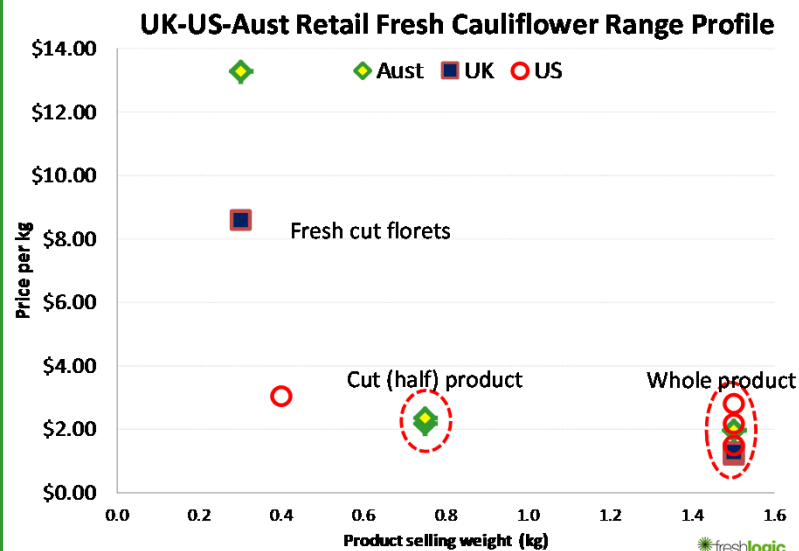 UK-US-Aust Retail Fresh Cauliflower Range Profile
$14.00
Aust UK US
$12.00
$10.00
$8.00
$6.00
$4.00
$2.00
$0.00
Price per kg
Fresh cut florets
Cut (half) product
Whole product
0.0 0.2 0.4 0.6 0.8 1.0 1.2 1.4 1.6
Product selling weight (kg)
freshlogic